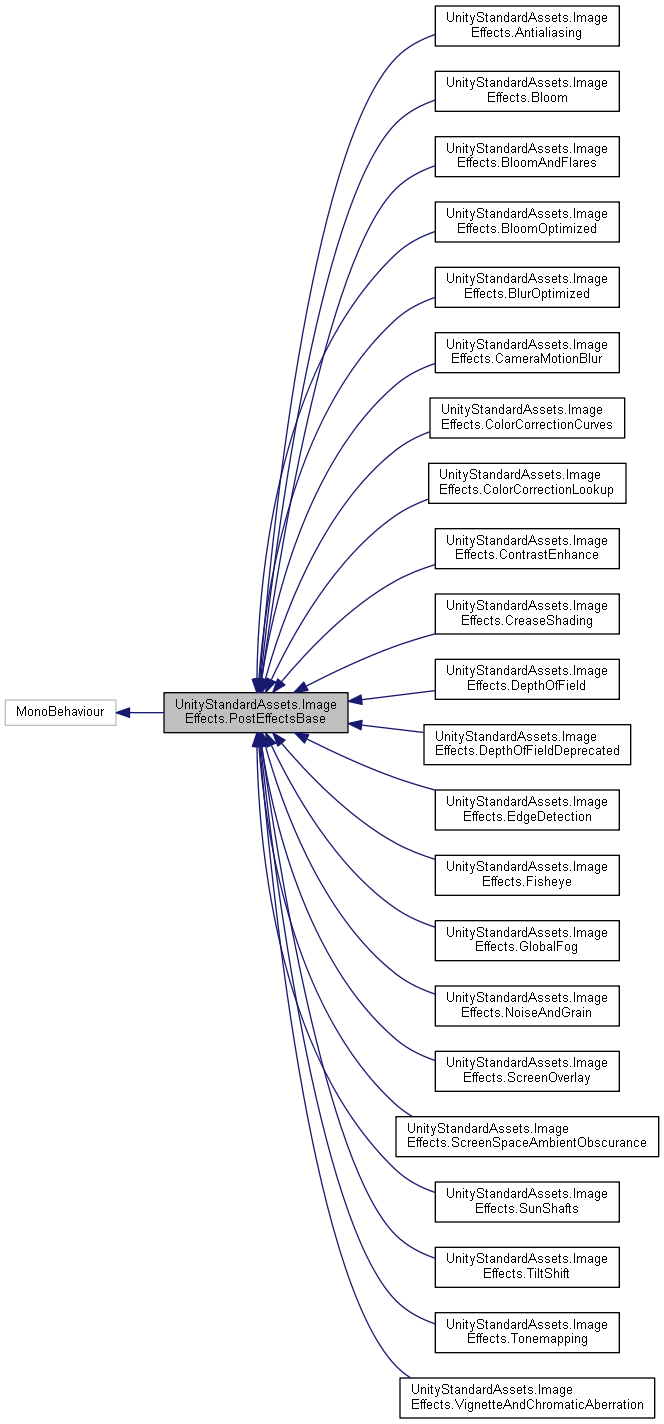 UnityStandardAssets.Image
Effects.Antialiasing
UnityStandardAssets.Image
Effects.Bloom
UnityStandardAssets.Image
Effects.BloomAndFlares
UnityStandardAssets.Image
Effects.BloomOptimized
UnityStandardAssets.Image
Effects.BlurOptimized
UnityStandardAssets.Image
Effects.CameraMotionBlur
UnityStandardAssets.Image
Effects.ColorCorrectionCurves
UnityStandardAssets.Image
Effects.ColorCorrectionLookup
UnityStandardAssets.Image
Effects.ContrastEnhance
UnityStandardAssets.Image
Effects.CreaseShading
UnityStandardAssets.Image
Effects.DepthOfField
MonoBehaviour
UnityStandardAssets.Image
Effects.PostEffectsBase
UnityStandardAssets.Image
Effects.DepthOfFieldDeprecated
UnityStandardAssets.Image
Effects.EdgeDetection
UnityStandardAssets.Image
Effects.Fisheye
UnityStandardAssets.Image
Effects.GlobalFog
UnityStandardAssets.Image
Effects.NoiseAndGrain
UnityStandardAssets.Image
Effects.ScreenOverlay
UnityStandardAssets.Image
Effects.ScreenSpaceAmbientObscurance
UnityStandardAssets.Image
Effects.SunShafts
UnityStandardAssets.Image
Effects.TiltShift
UnityStandardAssets.Image
Effects.Tonemapping
UnityStandardAssets.Image
Effects.VignetteAndChromaticAberration